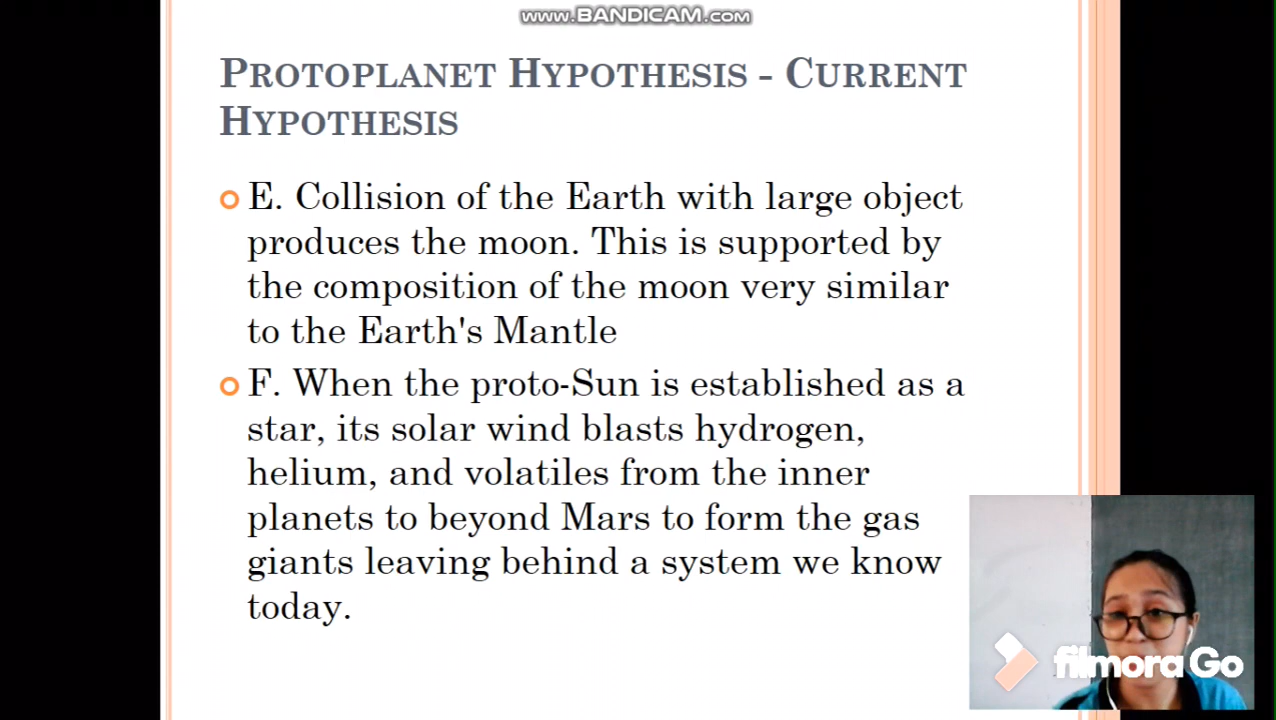 www.BANDICAM.com
PROTOPLANET HYPOTHESIS - CURRENT
HYPOTHESIS
E. Collision of the Earth with large object
produces the moon. This is supported by
the composition of the moon very similar
to the Earth's Mantle
F. When the proto-Sun is established as a
star, its solar wind blasts hydrogen,
helium, and volatiles from the inner
planets to beyond Mars to form the gas
giants leaving behind a system we know
today.
filmora Go